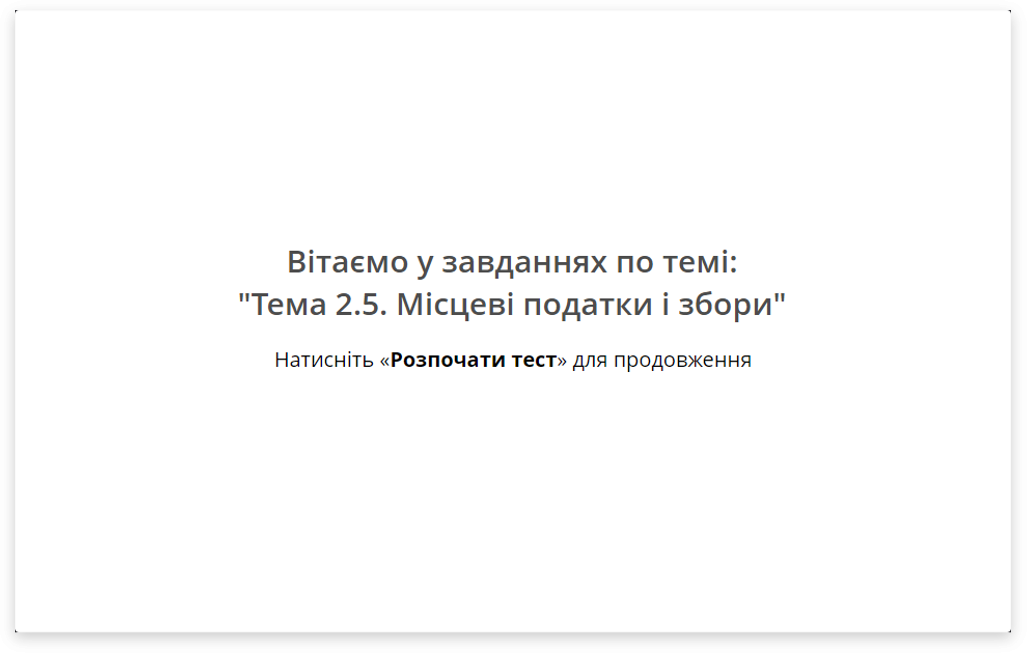 Вітаємо у завданнях по темі:
"Тема 2.5. Місцеві податки і збори"
Натисніть «Розпочати тест» для продовження